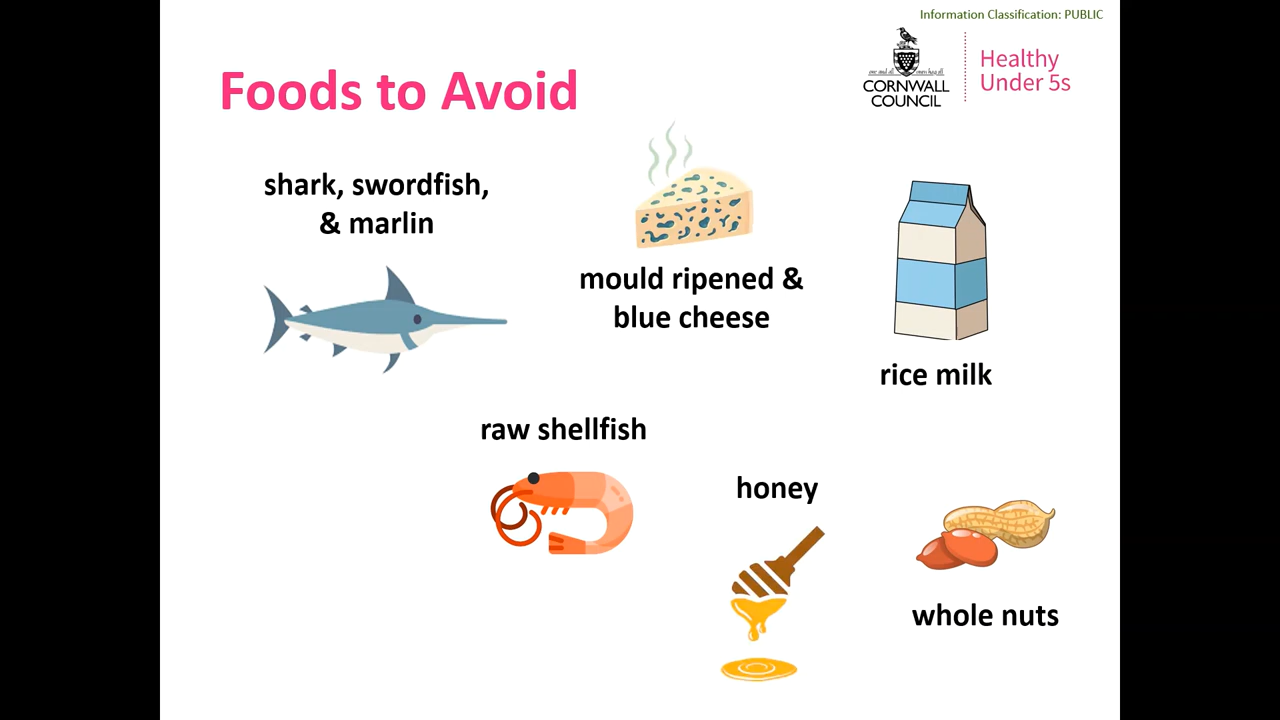 Information Classification: PUBLIC
CORNWALL
COUNCIL
Healthy
Under 5s
Foods to Avoid
shark, swordfish,
& marlin
mould ripened &
blue cheese
rice milk
raw shellfish
honey
whole nuts